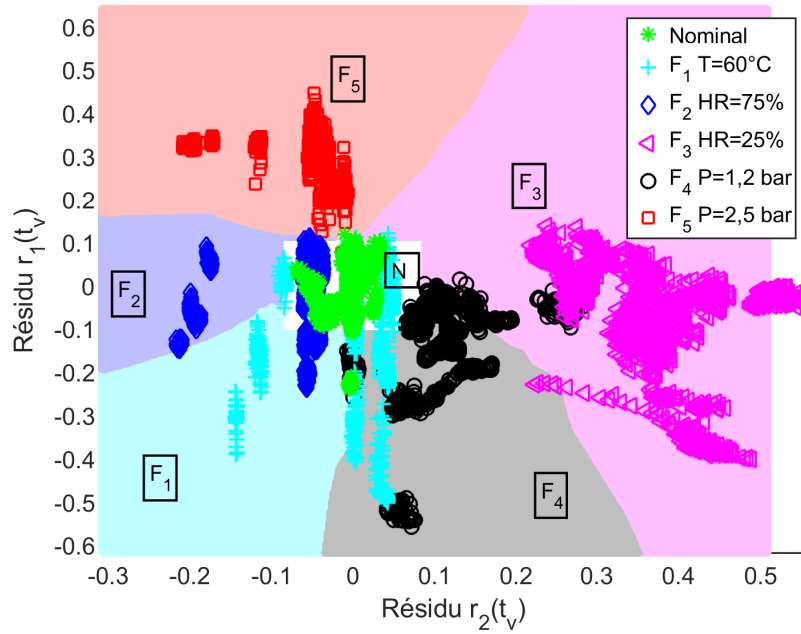 0.6
0.5
0.4
0.3
0.2
0.1
0
-0.1
-0.2
-0.3
-0.4
-0.5
-0.6
Résidu r1(tv)
-0.3 -0.2 -0.1 0 0.1 0.2 0.3 0.4 0.5
Résidu r2(tv)
Nominal
F1 T=60°C
F2 HR=75%
F3 HR=25%
F4 P=1,2 bar
F5 P=2,5 bar
F5
F3
N
F2
F1
F4